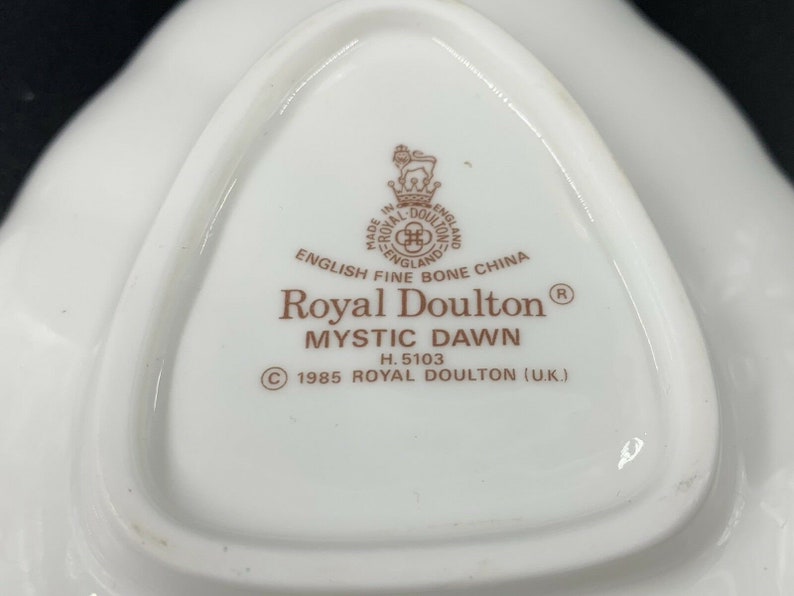 MADE IN ENGLAND
ROYAL·DOULTON
ENGLAND
ENGLISH FINE BONE CHINA
Royal Doulton ®
MYSTIC DAWN
H. 5103
© 1985 ROYAL DOULTON (U.K.)